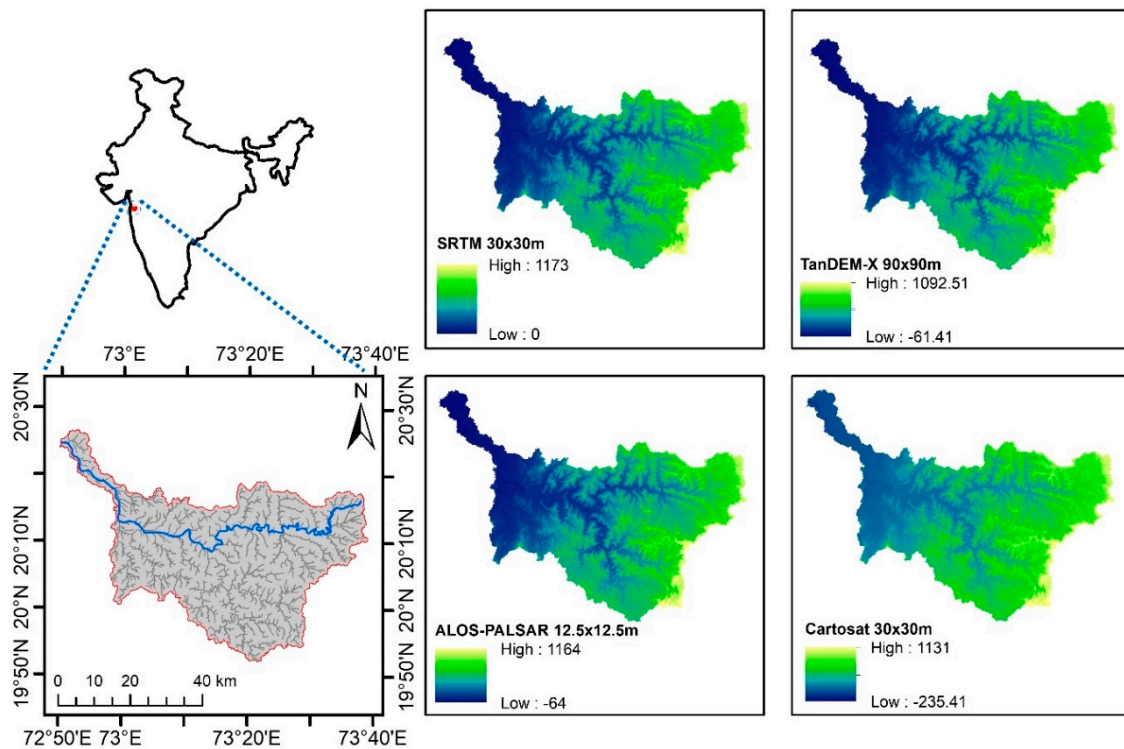 SRTM 30x30m
High : 1173
Low : 0
TanDEM-X 90x90m
High : 1092.51
Low : -61.41
73°E
73°20'E
73°40'E
N
20°30'N
20°10'N
20°N
19°50'N
20°30'N
20°10'N
20°N
19°50'N
0 10 20 40 km
72°50'E
73°E
73°20'E
73°40'E
ALOS-PALSAR 12.5x12.5m
High : 1164
Low : -64
Cartosat 30x30m
High : 1131
Low : -235.41